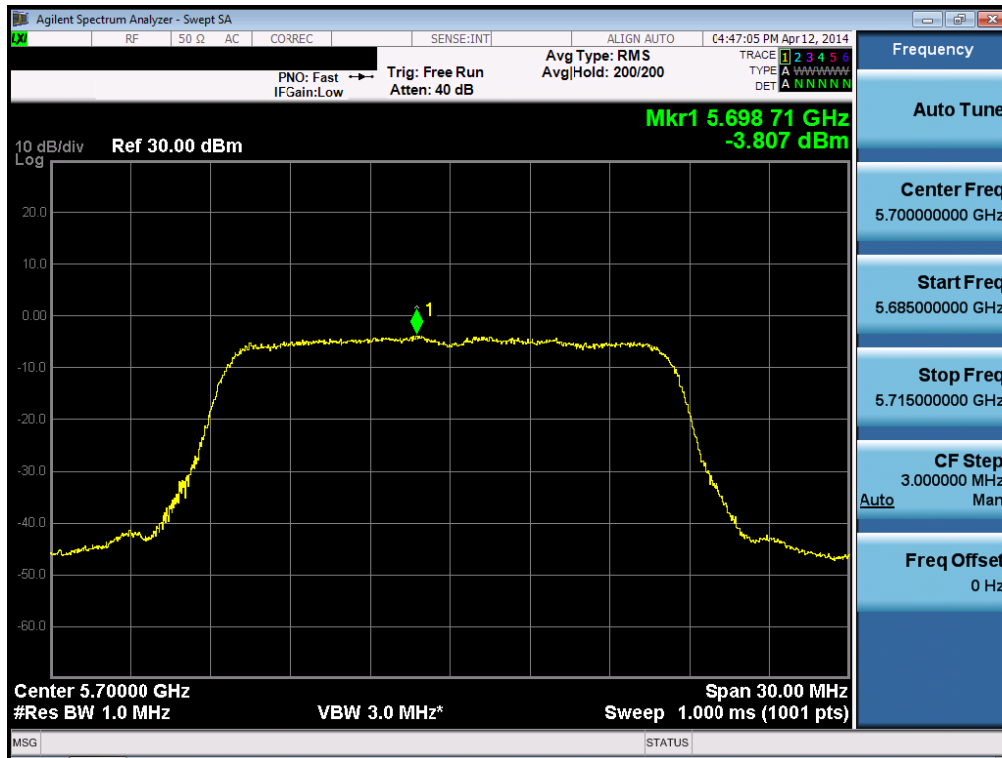 Agilent Spectrum Analyzer - Swept SA
LXI RF 50 Ω AC CORREC SENSE:INT ALIGN AUTO 04:47:05 PM Apr 12, 2014
Frequency
PNO: Fast
IFGain:Low
Trig: Free Run
Atten: 40 dB
Avg Type: RMS
Avg|Hold: 200/200
TRACE 1 2 3 4 5 6
TYPE A WWWWW
DET A N N N N N
Mkr1 5.698 71 GHz
-3.807 dBm
10 dB/div Ref 30.00 dBm
Log
20.0
10.0
0.00
-10.0
-20.0
-30.0
-40.0
-50.0
-60.0
1
Center 5.70000 GHz Span 30.00 MHz
#Res BW 1.0 MHz VBW 3.0 MHz* Sweep 1.000 ms (1001 pts)
Auto Tune
Center Freq
5.700000000 GHz
Start Freq
5.685000000 GHz
Stop Freq
5.715000000 GHz
CF Step
3.000000 MHz
Auto Man
Freq Offset
0 Hz
MSG STATUS